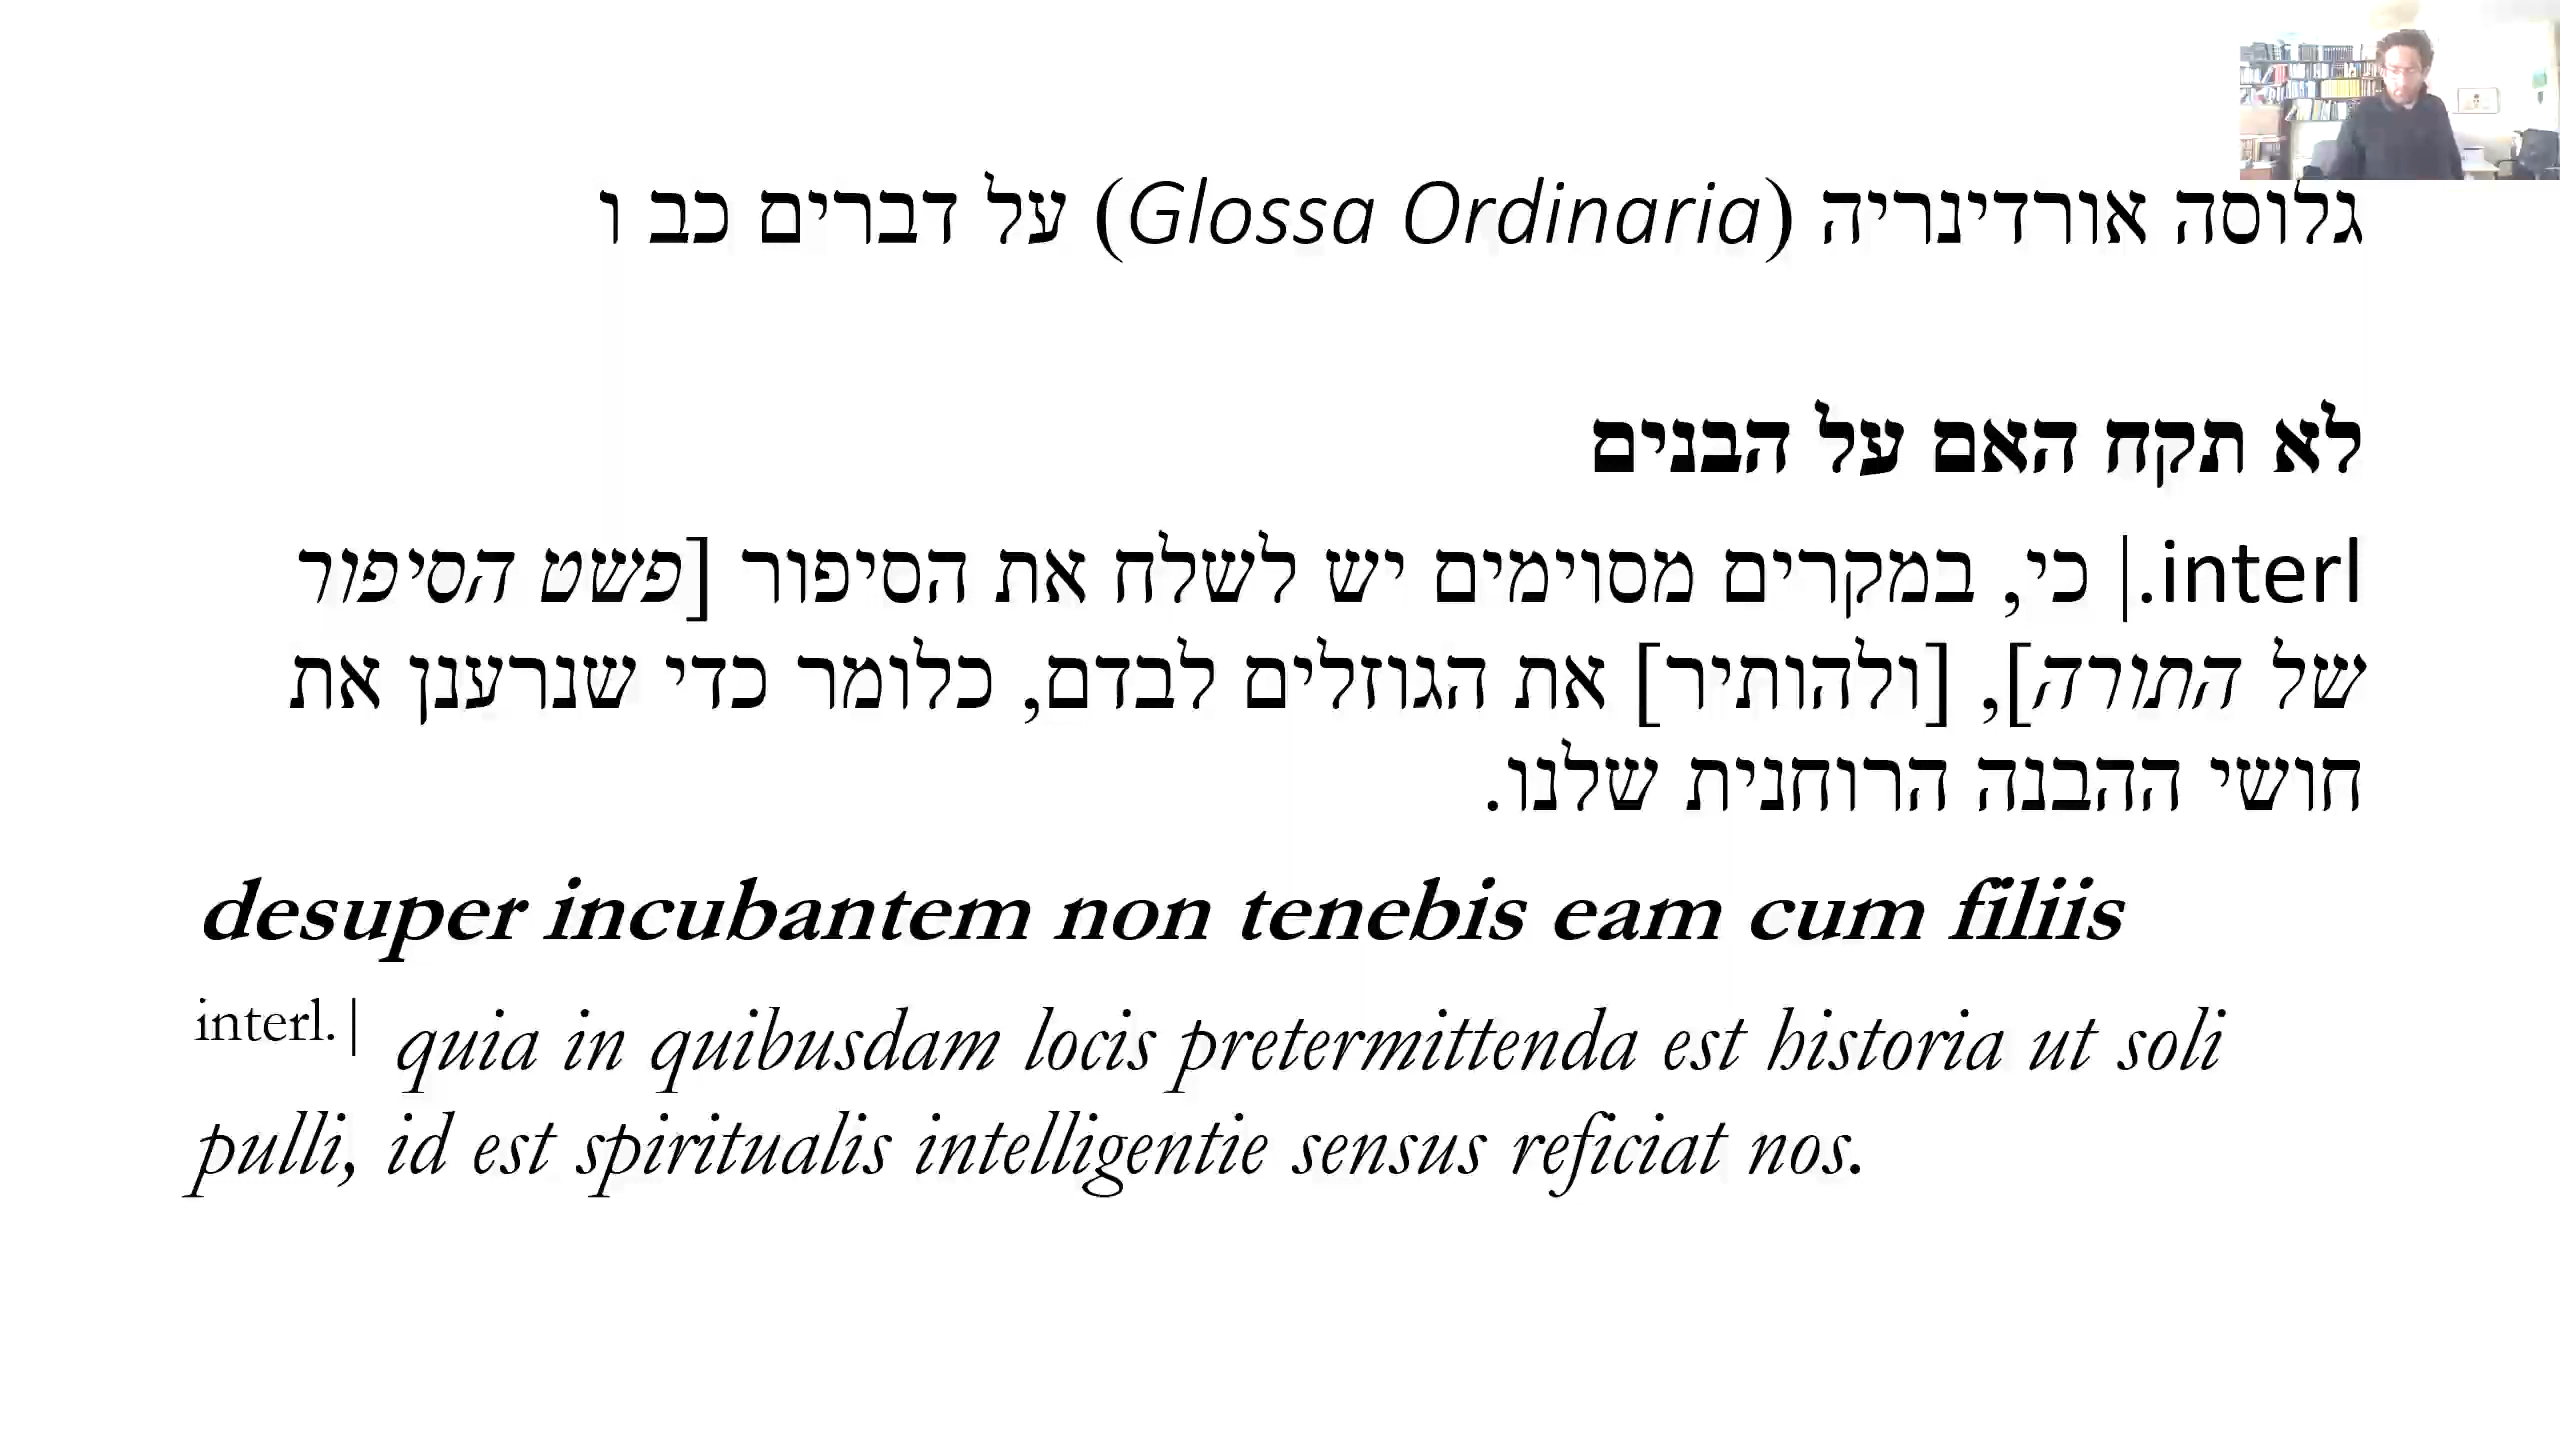 גלוסה אורדינריה (Glossa Ordinaria) על דברים כב ו
לא תקח האם על הבנים
interl.| כי, במקרים מסוימים יש לשלח את הסיפור [פשט הסיפור
של התורה], [ולהותיר] את הגוזלים לבדם, כלומר כדי שנרענן את
חושי ההבנה הרוחנית שלנו.
desuper incubantem non tenebis eam cum filiis
interl.| quia in quibusdam locis pretermittenda est historia ut soli
pulli, id est spiritualis intelligentie sensus reficiat nos.